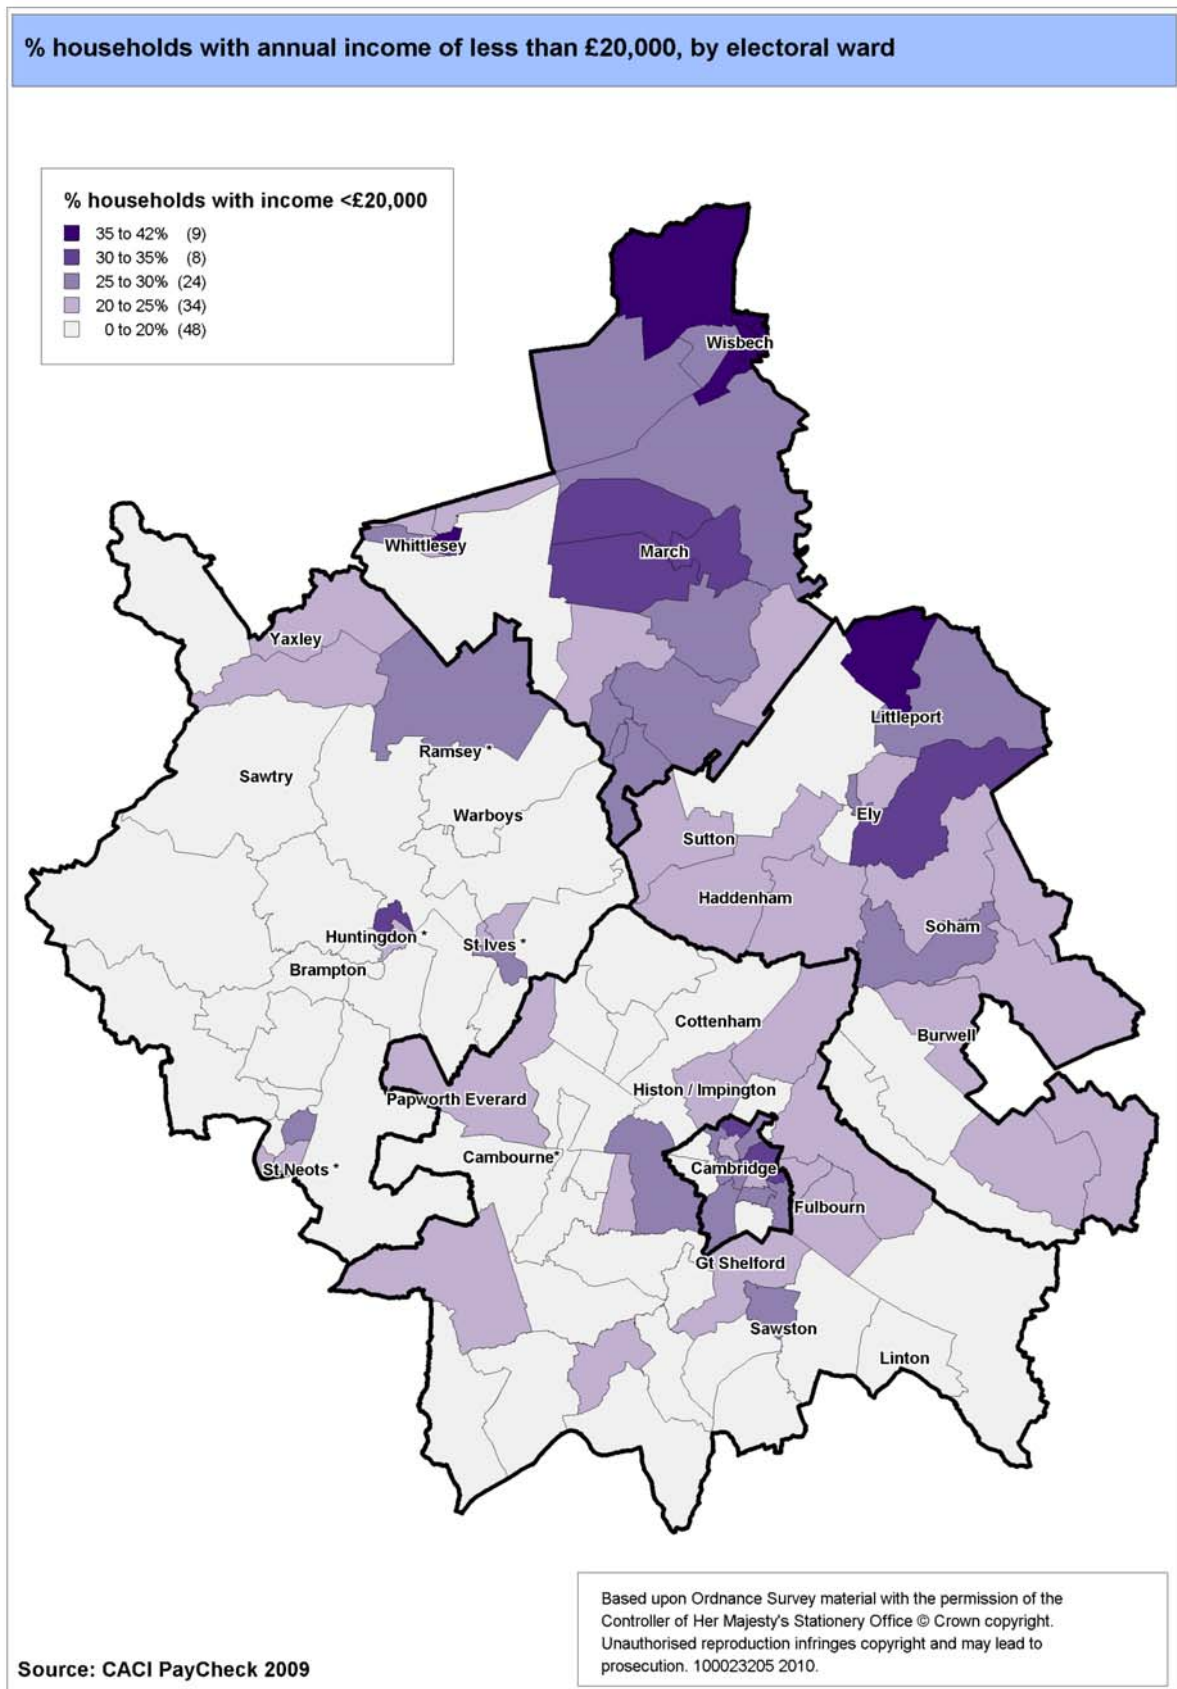 % households with annual income of less than £20,000, by electoral ward
% households with income <£20,000
35 to 42% (9)
30 to 35% (8)
25 to 30% (24)
20 to 25% (34)
0 to 20% (48)
Wisbech
Whittlesey
March
Yaxley
Littleport
Ramsey *
Sawtry
Warboys
Ely
Sutton
Haddenham
Soham
Huntingdon *
St Ives *
Brampton
Cottenham
Burwell
Histon / Impington
Papworth Everard
Cambourne*
St Neots *
Cambridge
Fulbourn
Gt Shelford
Sawston
Linton
Based upon Ordnance Survey material with the permission of the
Controller of Her Majesty's Stationery Office © Crown copyright.
Unauthorised reproduction infringes copyright and may lead to
prosecution. 100023205 2010.
Source: CACI PayCheck 2009